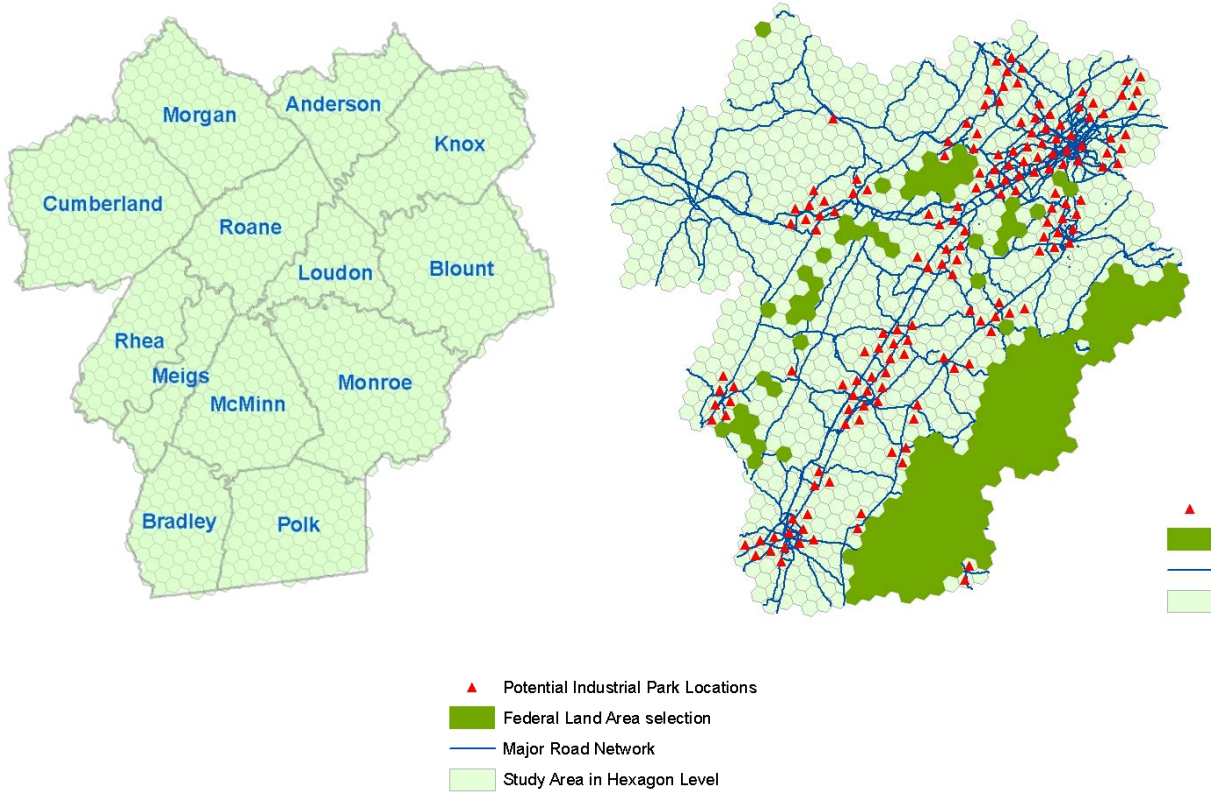 Morgan
Anderson
Knox
Cumberland
Roane
Loudon
Blount
Rhea
Meigs
McMinn
Monroe
Bradley
Polk
Potential Industrial Park Locations
Federal Land Area selection
Major Road Network
Study Area in Hexagon Level